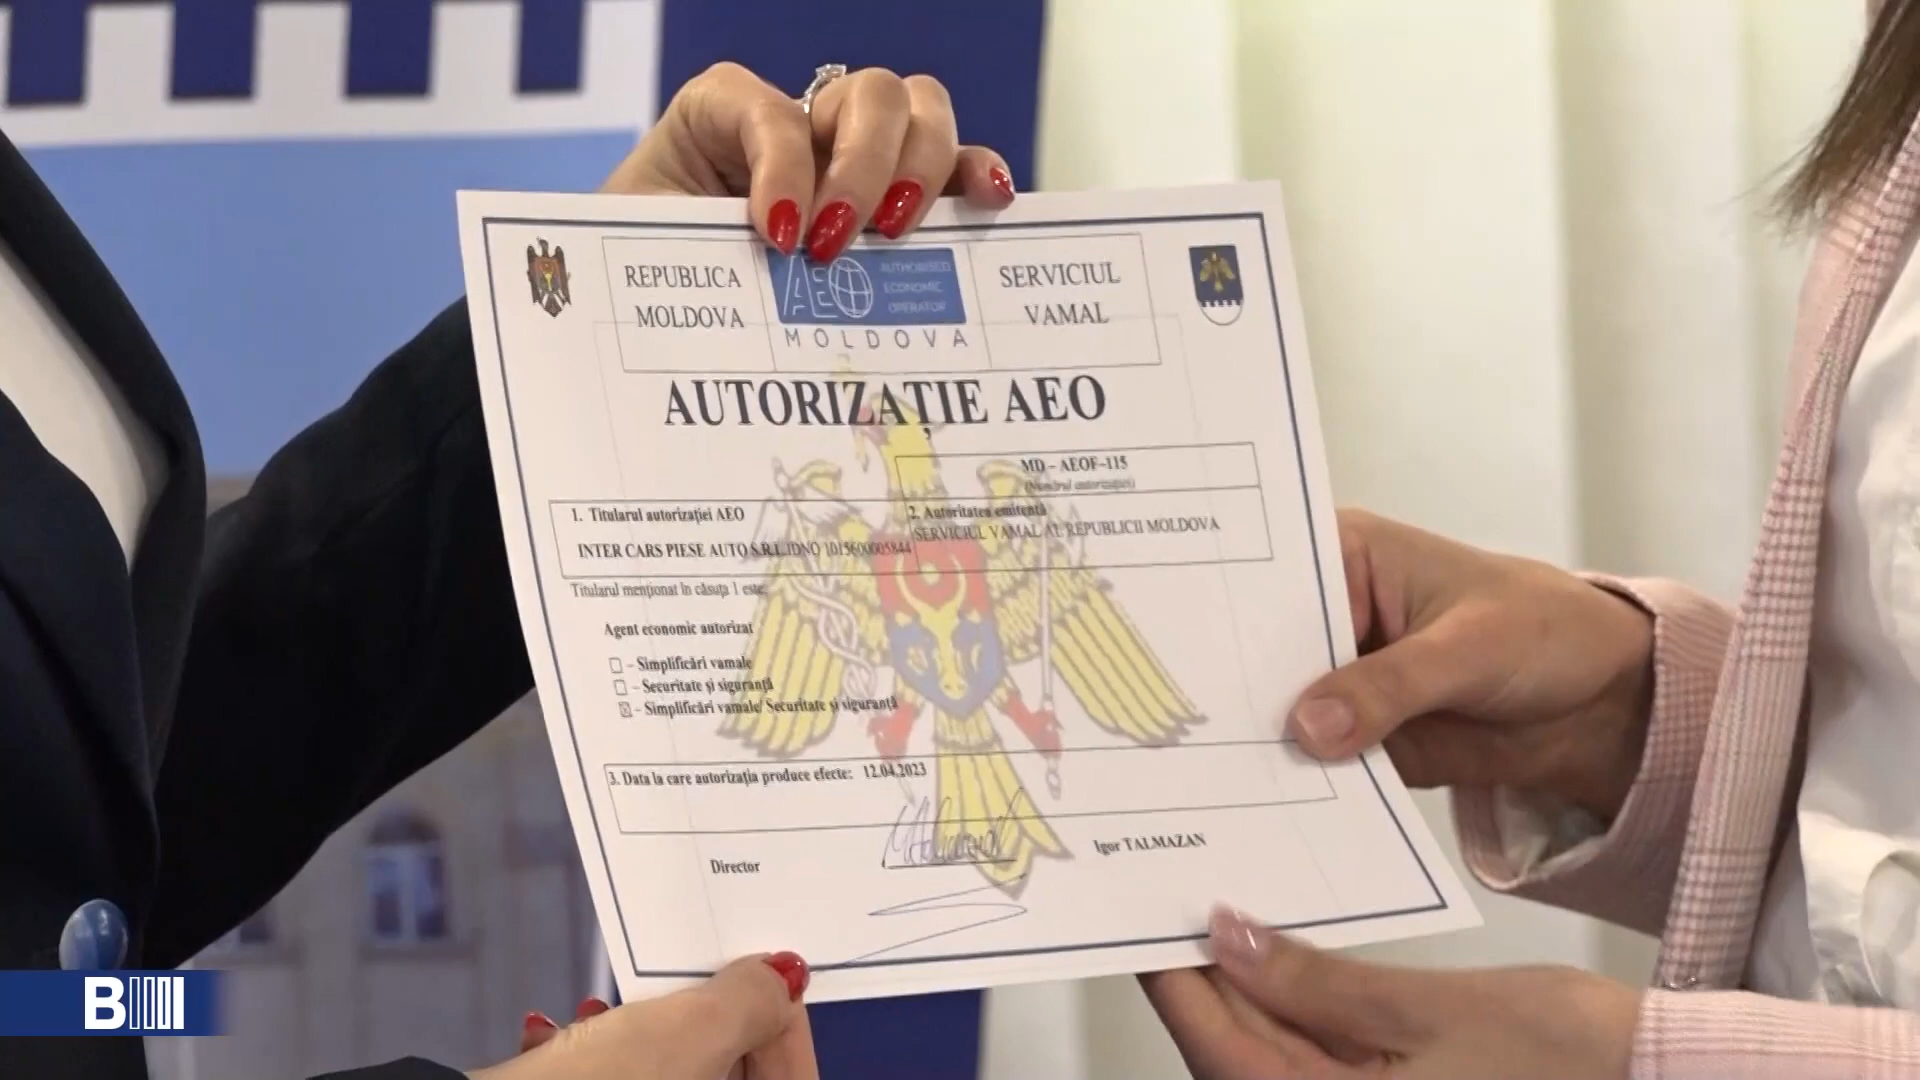 REPUBLICA
MOLDOVA
AEO
AUTHORISED
ECONOMIC
OPERATOR
MOLDOVA
SERVICIUL
VAMAL
AUTORIZAȚIE AEO
MD – AEOF–115
(Numărul autorizației)
1. Titularul autorizației AEO
INTER CARS PIESE AUTO S.R.L.IDNO 1015600005844
2. Autoritatea emitentă
SERVICIUL VAMAL AL REPUBLICII MOLDOVA
Titularul menționat în căsuța 1 este:
Agent economic autorizat
☐ – Simplificări vamale
☐ – Securitate și siguranță
☒ – Simplificări vamale/ Securitate și siguranță
3. Data la care autorizația produce efecte: 12.04.2023
Director
Igor TALMAZAN
B